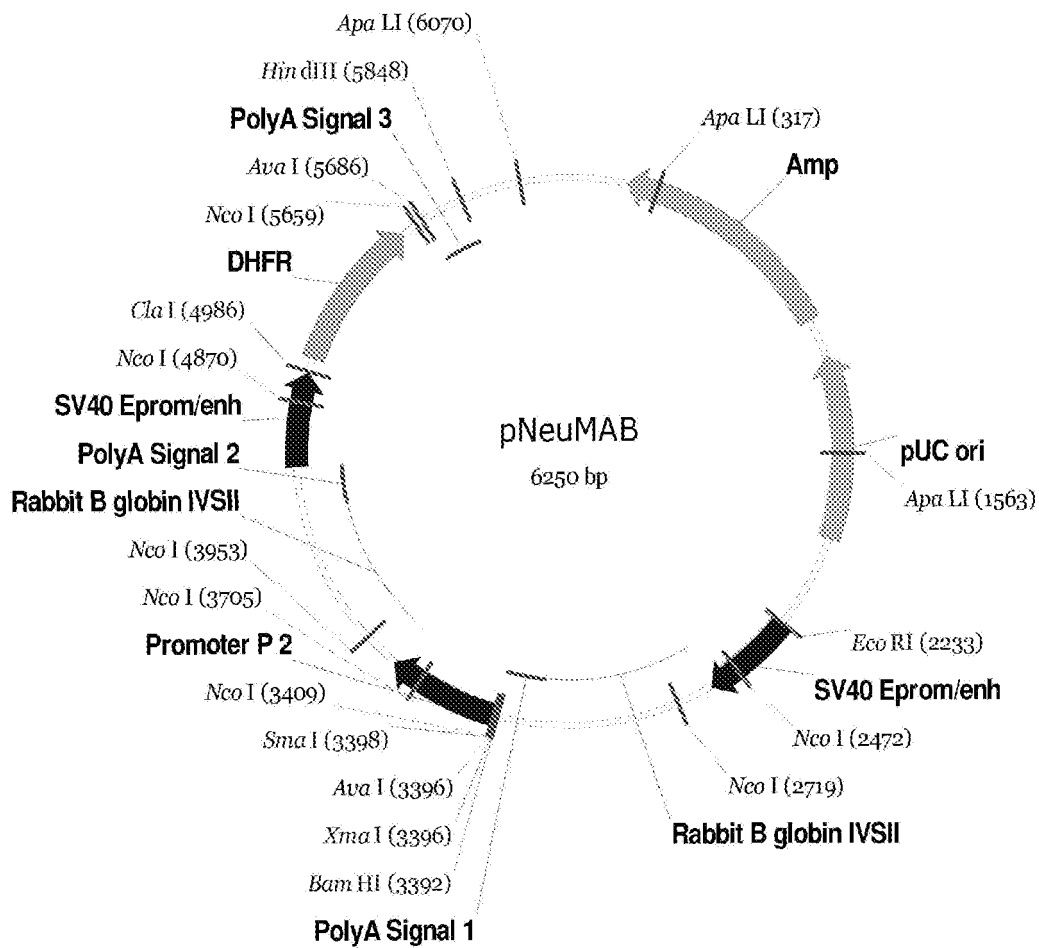 Apa LI (6070)
Hin dIII (5848)
PolyA Signal 3
Ava I (5686)
Nco I (5659)
DHFR
Cla I (4986)
Nco I (4870)
SV40 Eprom/enh
PolyA Signal 2
Rabbit B globin IVSII
Nco I (3953)
Nco I (3705)
Promoter P 2
Nco I (3409)
Sma I (3398)
Ava I (3396)
Xma I (3396)
Bam HI (3392)
PolyA Signal 1
Apa LI (317)
Amp
pUC ori
Apa LI (1563)
Eco RI (2233)
SV40 Eprom/enh
Nco I (2472)
Nco I (2719)
Rabbit B globin IVSII
pNeuMAB
6250 bp